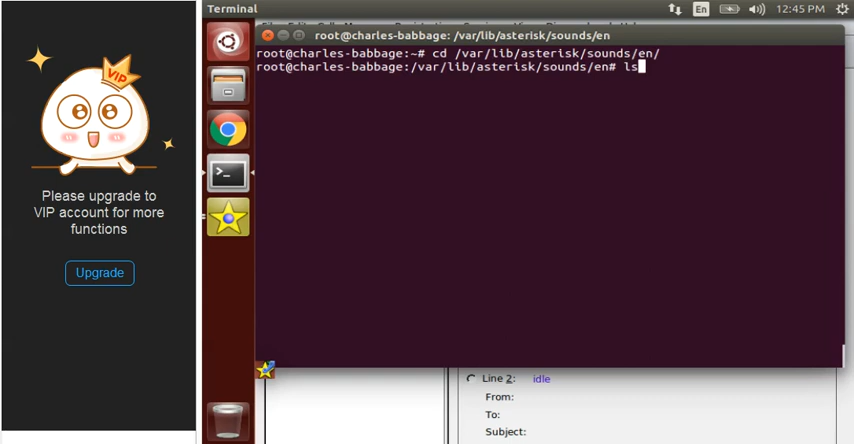 VIP
Please upgrade to
VIP account for more
functions
Upgrade
Terminal
En
12:45 PM
root@charles-babbage: /var/lib/asterisk/sounds/en
root@charles-babbage:~# cd /var/lib/asterisk/sounds/en/
root@charles-babbage:/var/lib/asterisk/sounds/en# ls
Line 2: idle
From:
To:
Subject: